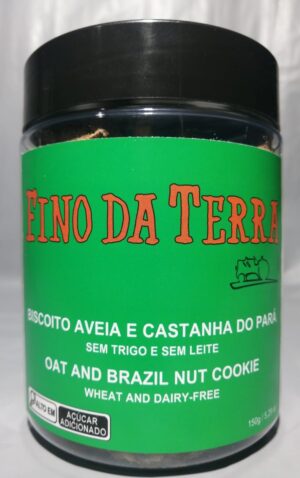 FINO DA TERRA
BISCOITO AVEIA E CASTANHA DO PARÁ
SEM TRIGO E SEM LEITE
OAT AND BRAZIL NUT COOKIE
WHEAT AND DAIRY-FREE
ALTO EM
AÇÚCAR
ADICIONADO
150g